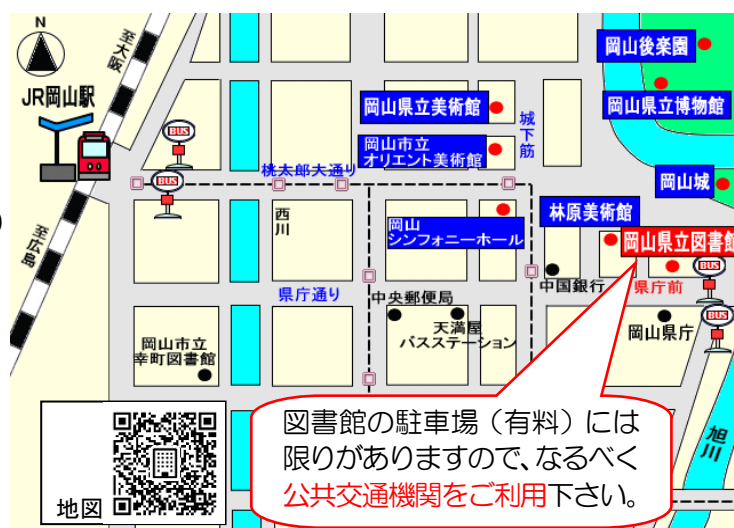 N
至大阪
JR岡山駅
BUS
BUS
至広島
岡山後楽園
岡山県立博物館
岡山県立美術館
岡山市立
オリエント美術館
城下筋
桃太郎大通り
岡山城
西川
岡山
シンフォニーホール
林原美術館
岡山県立図書館
BUS
中国銀行
県庁前
県庁通り
中央郵便局
天満屋
バスステーション
岡山県庁
BUS
岡山市立
幸町図書館
旭川
地図
図書館の駐車場（有料）には
限りがありますので、なるべく
公共交通機関をご利用下さい。